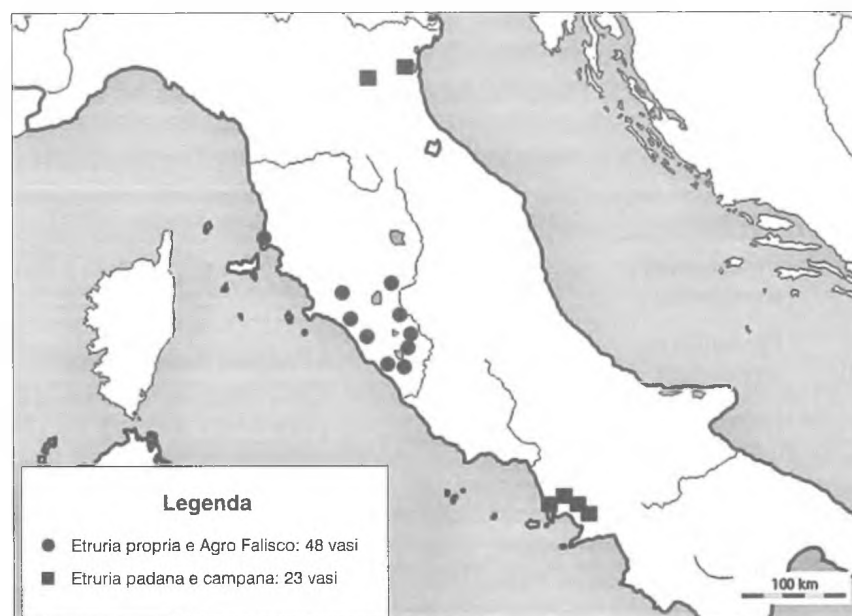 Legenda
Etruria propria e Agro Falisco: 48 vasi
Etruria padana e campana: 23 vasi
100 km